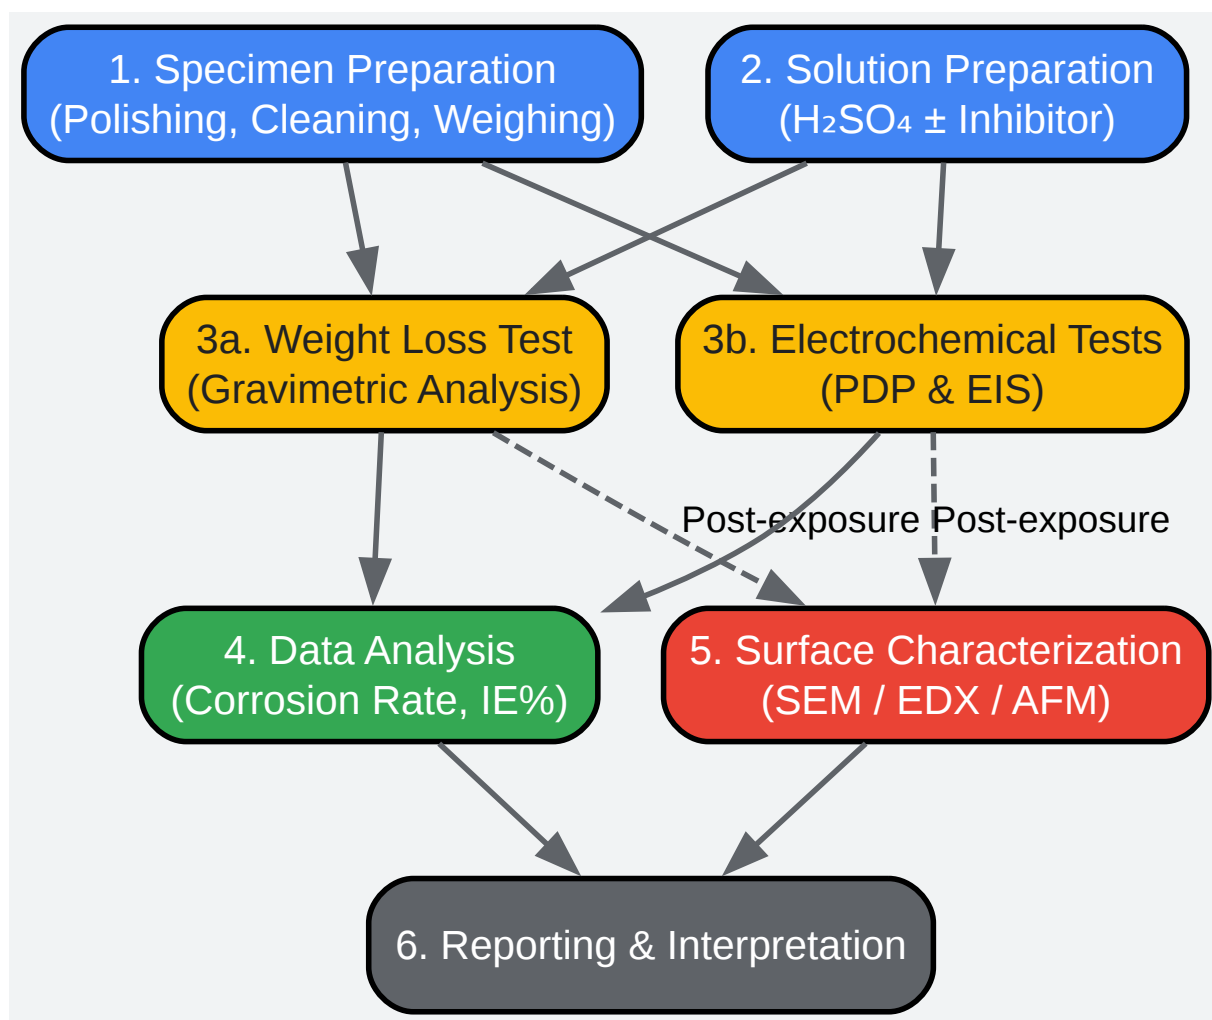 1. Specimen Preparation
(Polishing, Cleaning, Weighing)
2. Solution Preparation
(H₂SO₄ ± Inhibitor)
3a. Weight Loss Test
(Gravimetric Analysis)
3b. Electrochemical Tests
(PDP & EIS)
Post-exposure
Post-exposure
4. Data Analysis
(Corrosion Rate, IE%)
5. Surface Characterization
(SEM / EDX / AFM)
6. Reporting & Interpretation